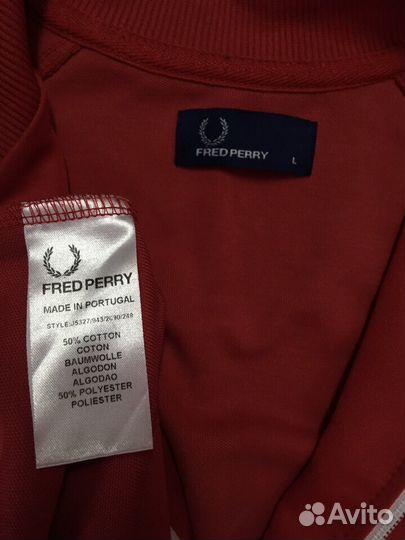 FRED PERRY
L
FRED PERRY
MADE IN PORTUGAL
50% COTTON
COTON
BAUMWOLLE
ALGODON
ALGODAO
50% POLYESTER
POLIESTER
Avito